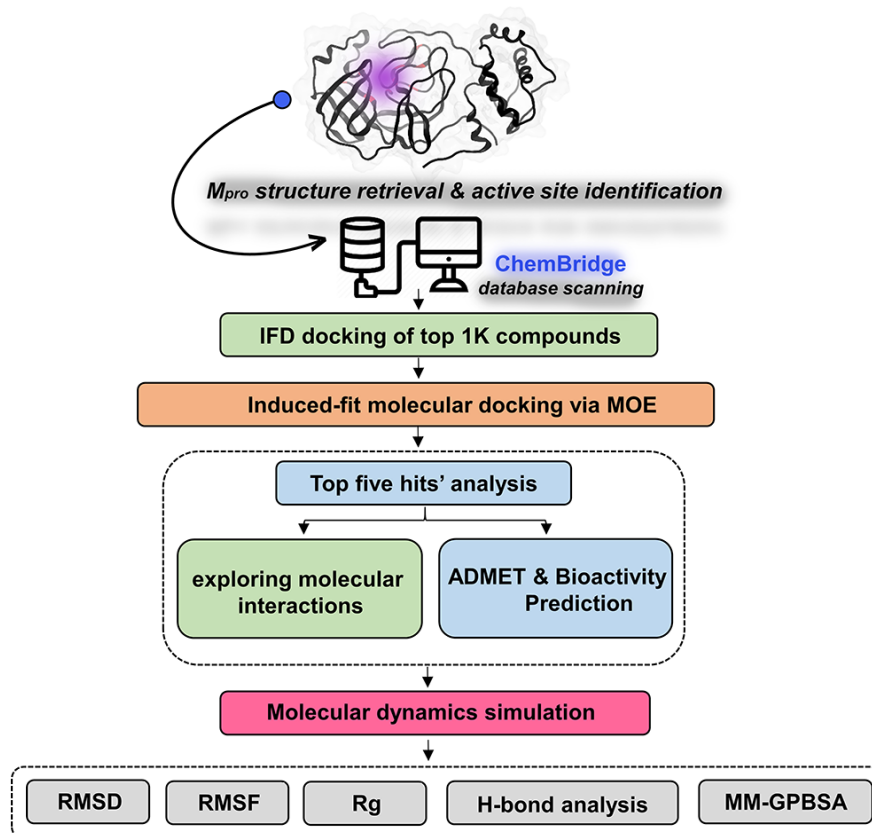 Mpro structure retrieval & active site identification
ChemBridge
database scanning
IFD docking of top 1K compounds
Induced-fit molecular docking via MOE
Top five hits’ analysis
exploring molecular
interactions
ADMET & Bioactivity
Prediction
Molecular dynamics simulation
RMSD
RMSF
Rg
H-bond analysis
MM-GPBSA